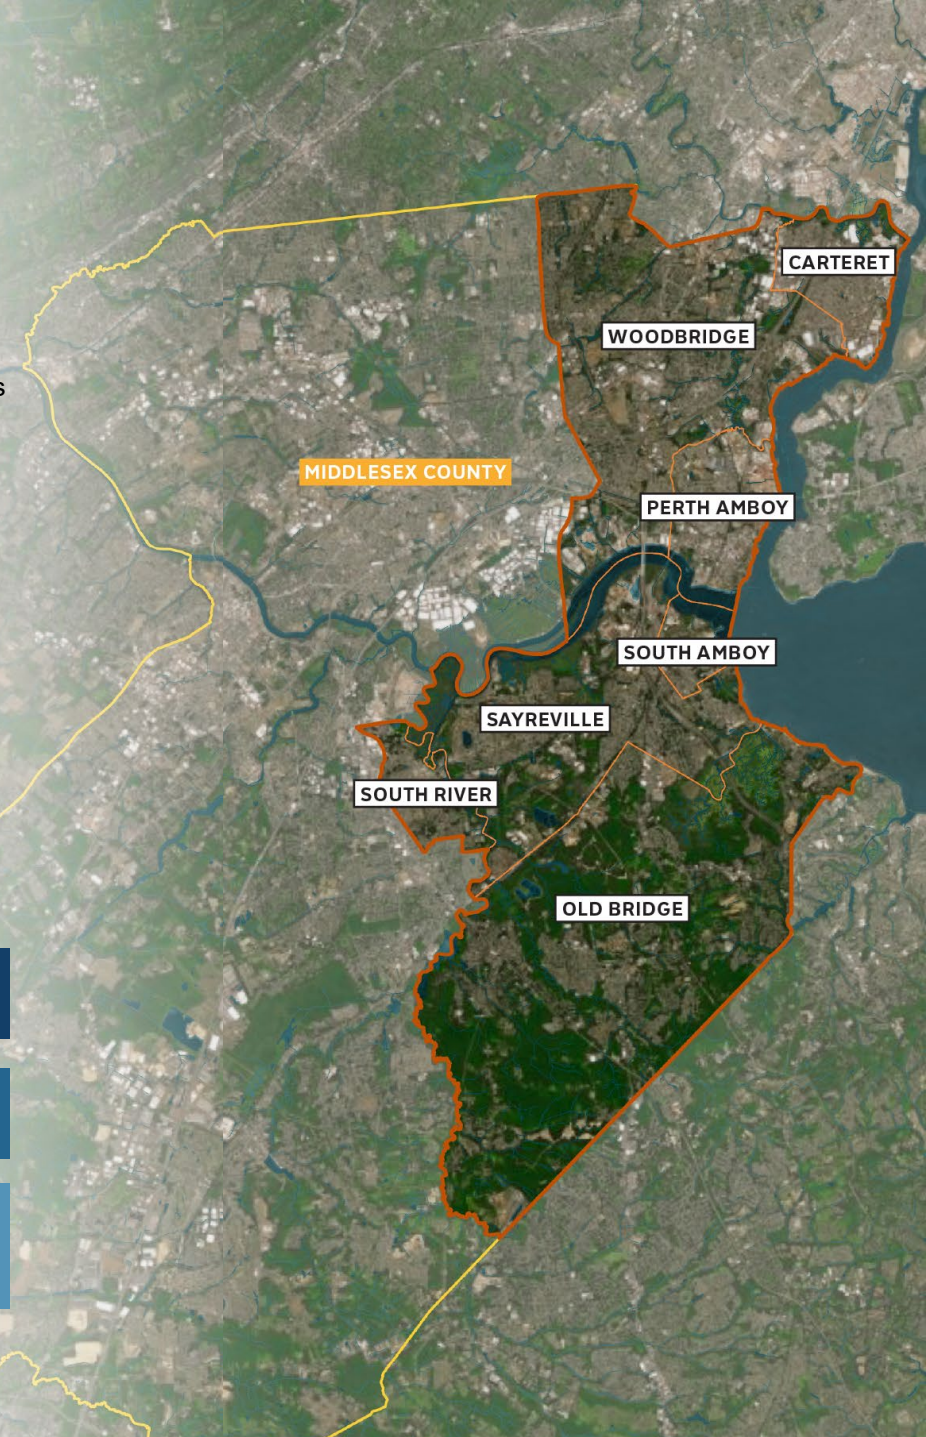 CARTERET
WOODBRIDGE
s
MIDDLESEX COUNTY
PERTH AMBOY
SOUTH AMBOY
SAYREVILLE
SOUTH RIVER
OLD BRIDGE